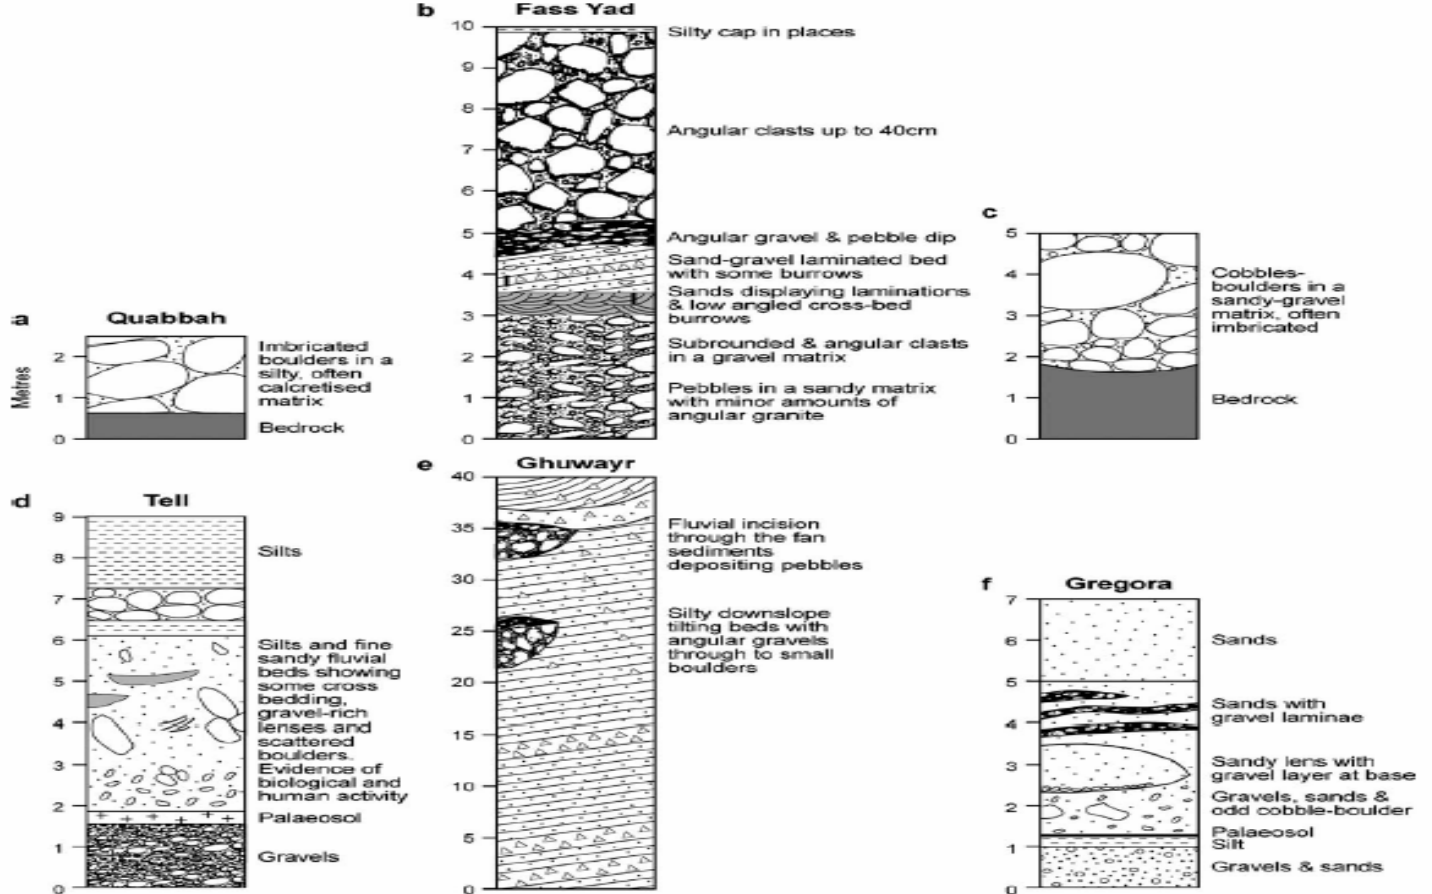 b Fass Yad
10
9
8
7
6
5
4
3
2
1
0
Silty cap in places
Angular clasts up to 40cm
Angular gravel & pebble dip
Sand-gravel laminated bed
with some burrows
Sands displaying laminations
& low angled cross-bed
burrows
Subrounded & angular clasts
in a gravel matrix
Pebbles in a sandy matrix
with minor amounts of
angular granite
c
5
4
3
2
1
0
Cobbles-
boulders in a
sandy-gravel
matrix, often
imbricated
Bedrock
a Quabbah
Metres
2
1
0
Imbricated
boulders in a
silty, often
calcretised
matrix
Bedrock
d Tell
9
8
7
6
5
4
3
2
1
0
Silts
Silts and fine
sandy fluvial
beds showing
some cross
bedding,
gravel-rich
lenses and
scattered
boulders.
Evidence of
biological and
human activity
Palaeosol
Gravels
e Ghuwayr
40
35
30
25
20
15
10
5
0
Fluvial incision
through the fan
sediments
depositing pebbles
Silty downslope
tilting beds with
angular gravels
through to small
boulders
f Gregora
7
6
5
4
3
2
1
0
Sands
Sands with
gravel laminae
Sandy lens with
gravel layer at base
Gravels, sands &
odd cobble-boulder
Palaeosol
Silt
Gravels & sands